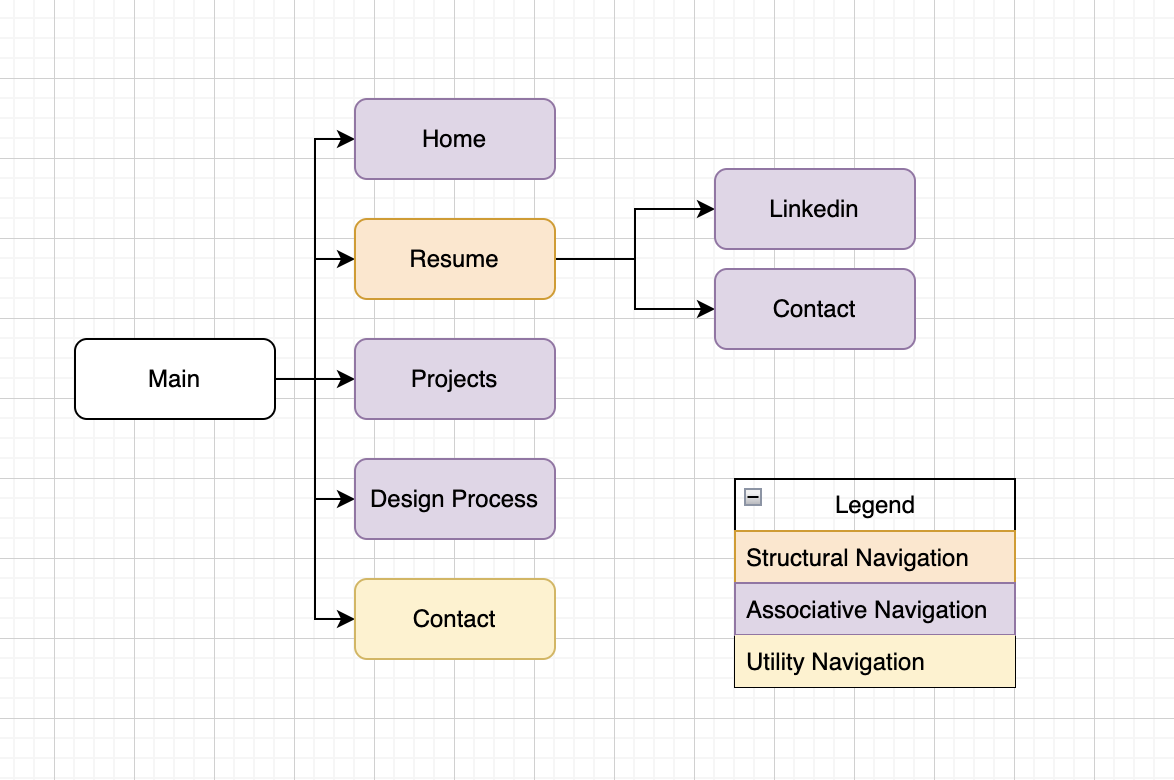 Home
Linkedin
Resume
Contact
Main
Projects
Design Process
Contact
Legend
Structural Navigation
Associative Navigation
Utility Navigation